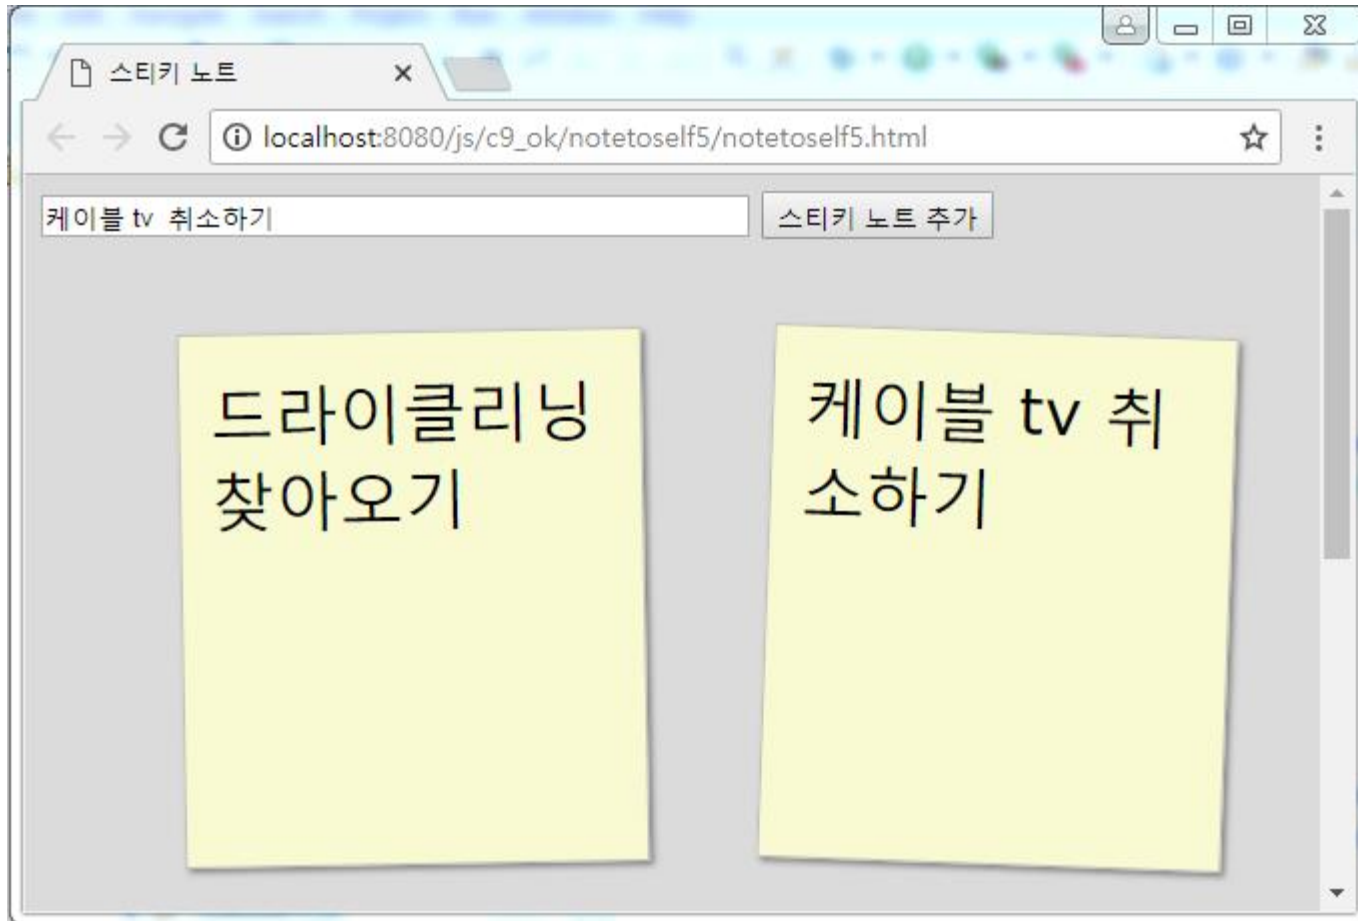 스티키 노트
localhost:8080/js/c9_ok/notetoself5/notetoself5.html
케이블 tv  취소하기
스티키 노트 추가
드라이클리닝
찾아오기
케이블 tv 취
소하기